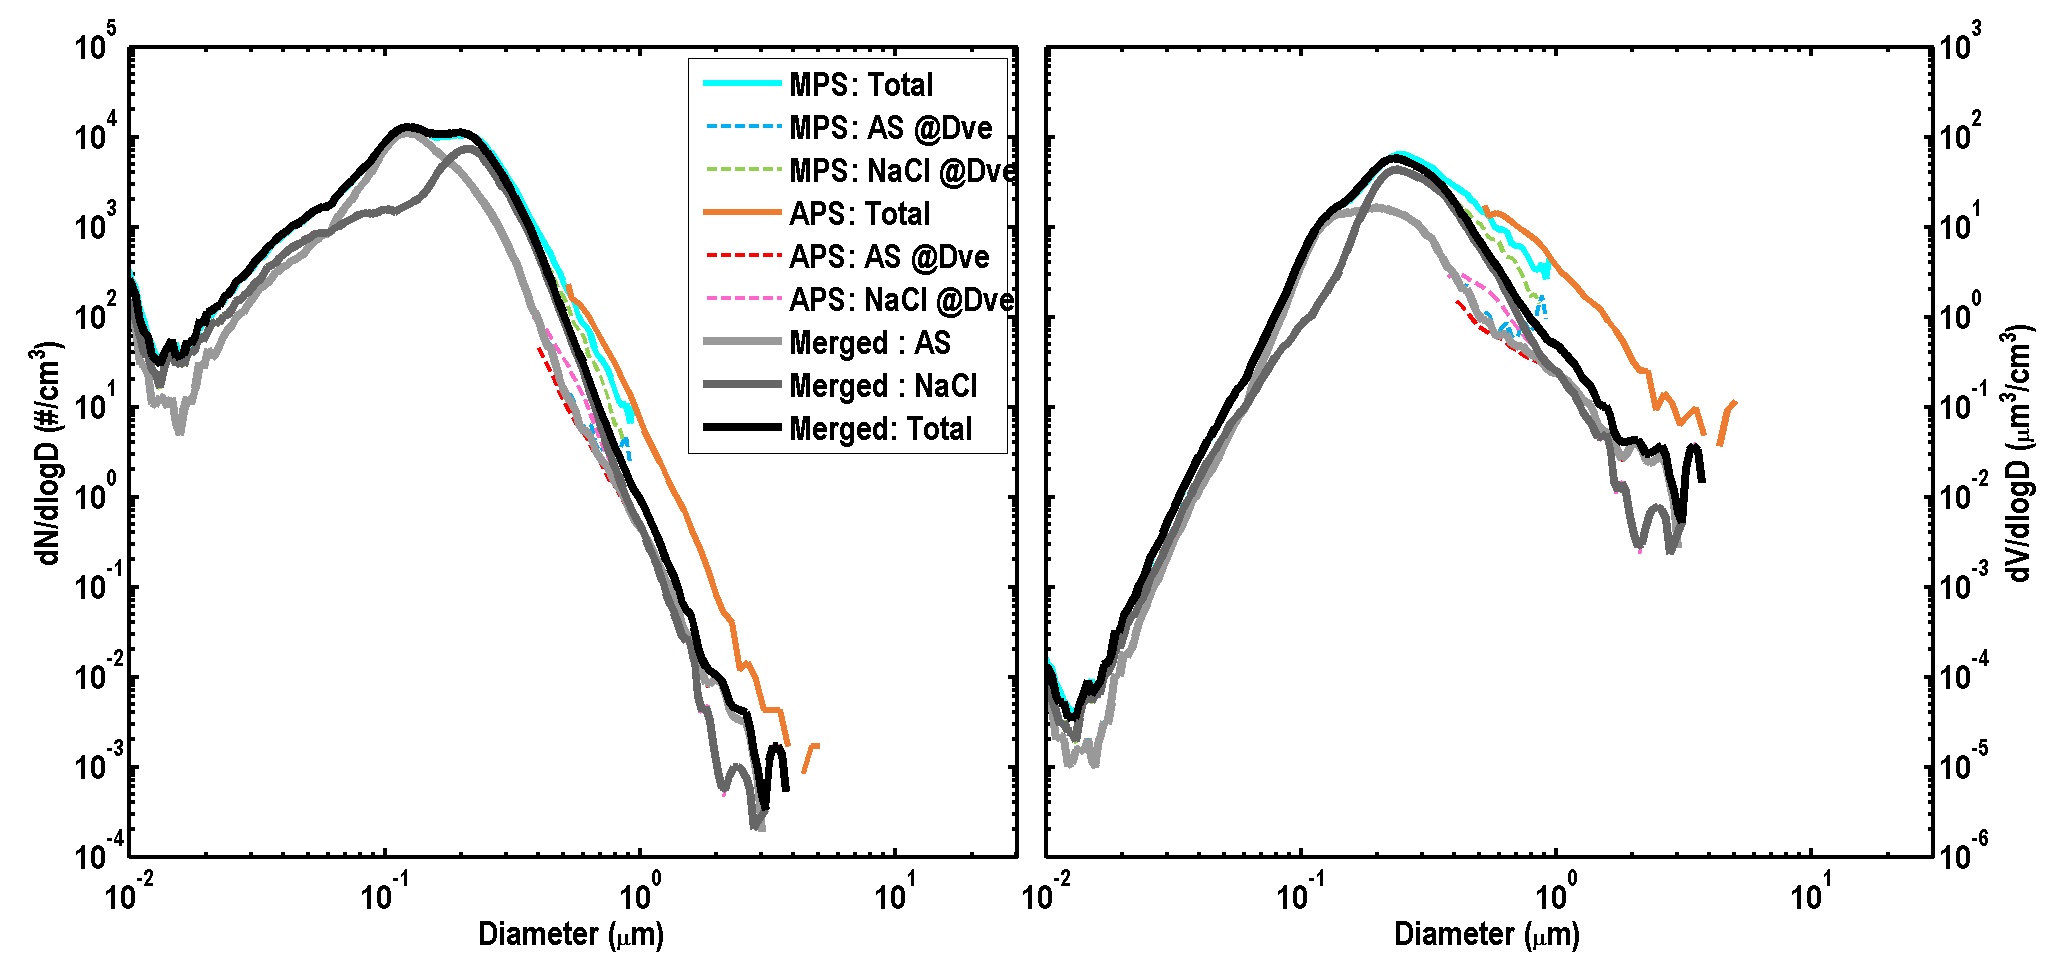 10^5
10^4
10^3
10^2
10^1
10^0
10^-1
10^-2
10^-3
10^-4
dN/dlogD (#/cm^3)
10^-2
10^-1
10^0
10^1
Diameter (μm)
MPS: Total
MPS: AS @Dve
MPS: NaCl @Dve
APS: Total
APS: AS @Dve
APS: NaCl @Dve
Merged : AS
Merged : NaCl
Merged: Total
10^-2
10^-1
10^0
10^1
Diameter (μm)
10^3
10^2
10^1
10^0
10^-1
10^-2
10^-3
10^-4
10^-5
10^-6
dV/dlogD (μm^3/cm^3)